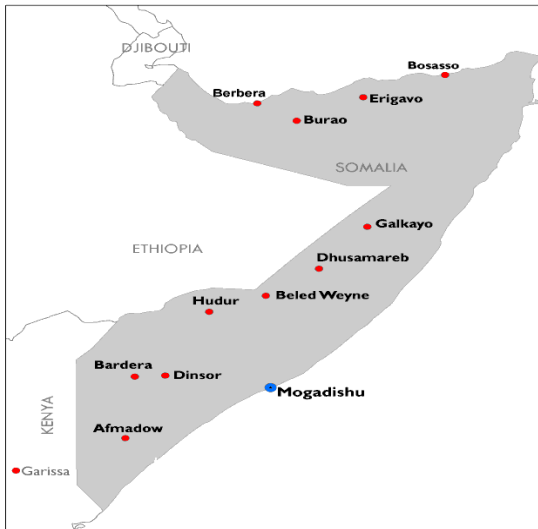 DJIBOUTI
Bosasso
Berbera
Erigavo
Burao
SOMALIA
Galkayo
ETHIOPIA
Dhusamareb
Hudur
Beled Weyne
Bardera
Dinsor
Mogadishu
KENYA
Afmadow
Garissa